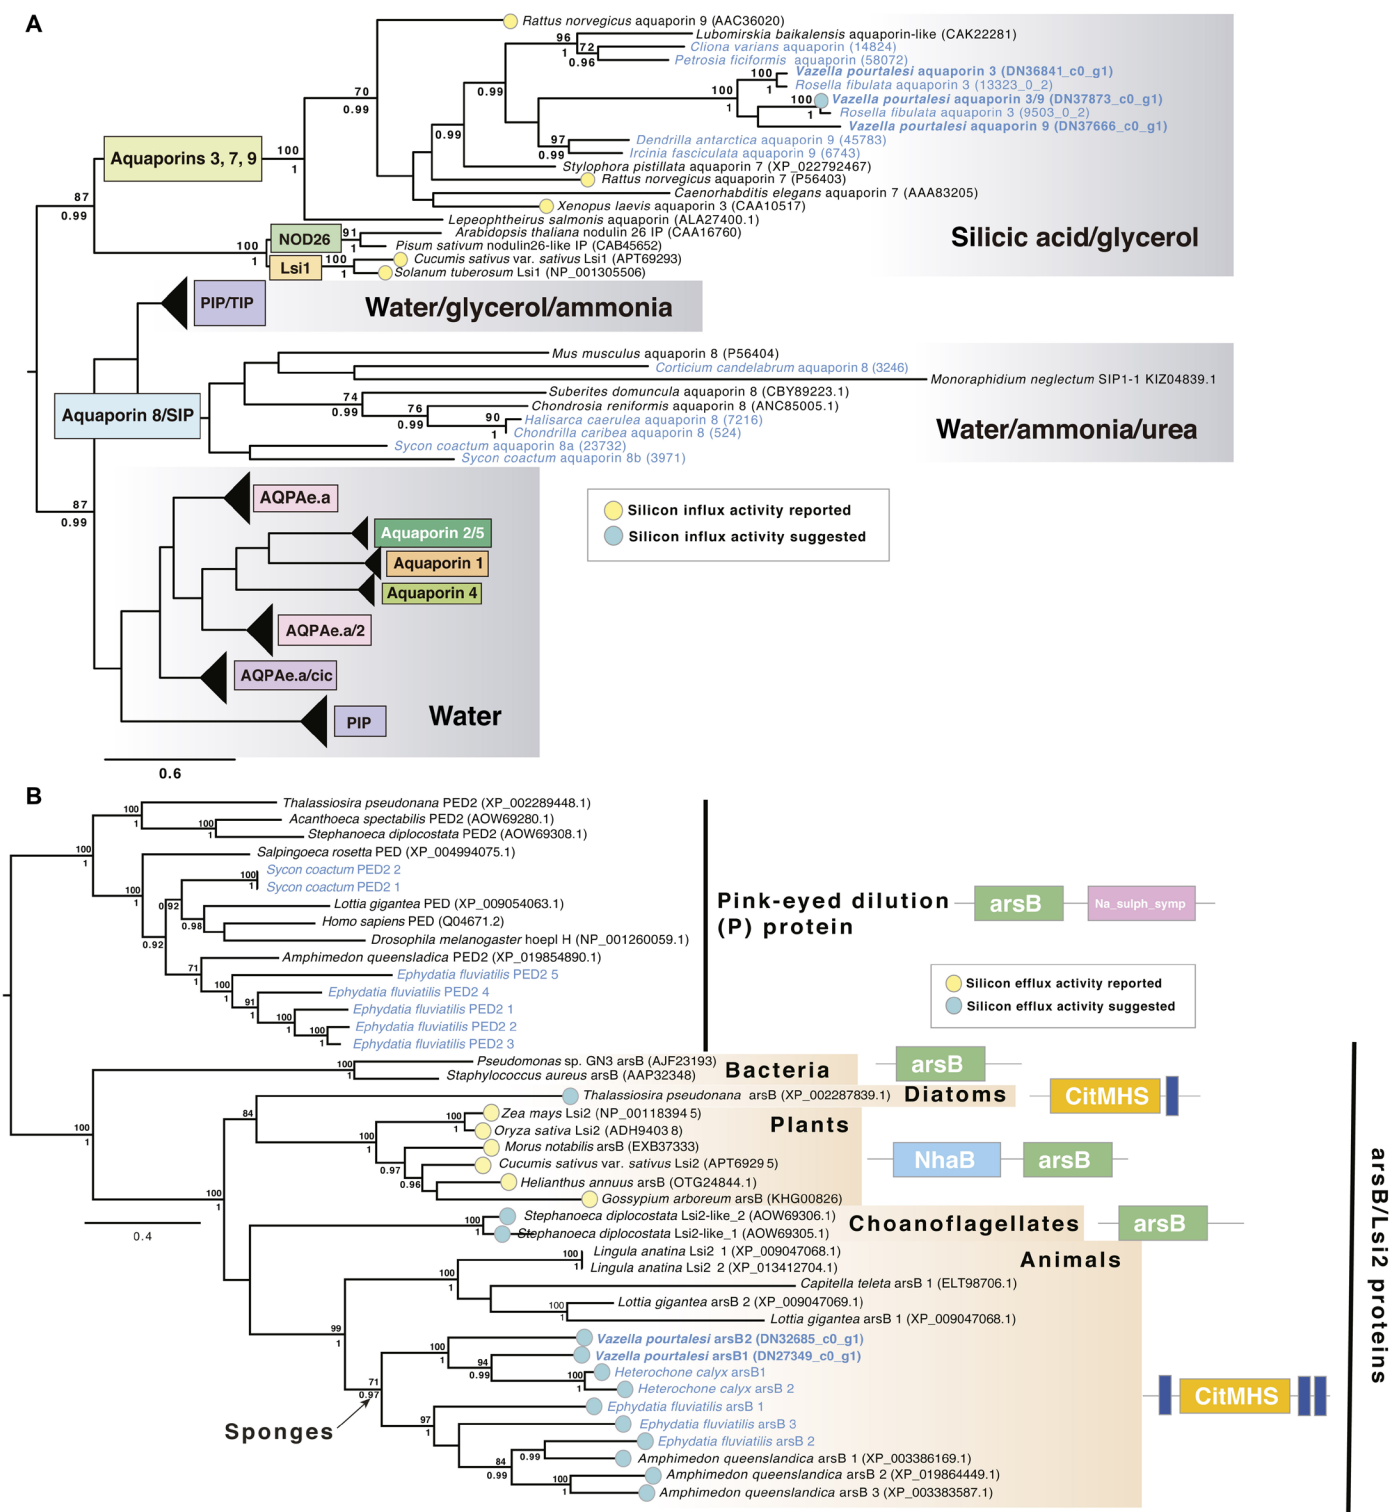 A
Rattus norvegicus aquaporin 9 (AAC36020)
Lubomirskia baikalensis aquaporin-like (CAK22281)
96
1
72
0.96
Cliona varians aquaporin (14824)
Petrosia ficiformis aquaporin (58072)
100
1
Vazella pourtalesi aquaporin 3 (DN36841_c0_g1)
Rosella fibulata aquaporin 3 (13323_0_2)
70
0.99
0.99
100
1
100
1
Vazella pourtalesi aquaporin 3/9 (DN37873_c0_g1)
Rosella fibulata aquaporin 3 (9503_0_2)
Vazella pourtalesi aquaporin 9 (DN37666_c0_g1)
0.99
97
0.99
Dendrilla antarctica aquaporin 9 (45783)
Ircinia fasciculata aquaporin 9 (6743)
Aquaporins 3, 7, 9
100
1
Stylophora pistillata aquaporin 7 (XP_022792467)
Rattus norvegicus aquaporin 7 (P56403)
Caenorhabditis elegans aquaporin 7 (AAA83205)
87
0.99
Xenopus laevis aquaporin 3 (CAA10517)
Lepeophtheirus salmonis aquaporin (ALA27400.1)
Silicic acid/glycerol
100
1
NOD26
91
1
Arabidopsis thaliana nodulin 26 IP (CAA16760)
Pisum sativum nodulin26-like IP (CAB45652)
Lsi1
100
1
Cucumis sativus var. sativus Lsi1 (APT69293)
Solanum tuberosum Lsi1 (NP_001305506)
PIP/TIP
Water/glycerol/ammonia
Mus musculus aquaporin 8 (P56404)
Corticium candelabrum aquaporin 8 (3246)
Monoraphidium neglectum SIP1-1 KIZ04839.1
Aquaporin 8/SIP
74
0.99
Suberites domuncula aquaporin 8 (CBY89223.1)
76
0.99
Chondrosia reniformis aquaporin 8 (ANC85005.1)
90
1
Halisarca caerulea aquaporin 8 (7216)
Chondrilla caribea aquaporin 8 (524)
Water/ammonia/urea
Sycon coactum aquaporin 8a (23732)
Sycon coactum aquaporin 8b (3971)
87
0.99
AQPAe.a
Aquaporin 2/5
Aquaporin 1
Aquaporin 4
AQPAe.a/2
AQPAe.a/cic
PIP
Water
Silicon influx activity reported
Silicon influx activity suggested
0.6
B
100
1
Thalassiosira pseudonana PED2 (XP_002289448.1)
100
1
Acanthoeca spectabilis PED2 (AOW69280.1)
Stephanoeca diplocostata PED2 (AOW69308.1)
100
1
Salpingoeca rosetta PED (XP_004994075.1)
100
1
100
1
Sycon coactum PED2 2
Sycon coactum PED2 1
0.92
Lottia gigantea PED (XP_009054063.1)
0.98
Homo sapiens PED (Q04671.2)
0.92
Drosophila melanogaster hoepl H (NP_001260059.1)
71
1
Amphimedon queensladica PED2 (XP_019854890.1)
100
1
Ephydatia fluviatilis PED2 5
91
1
Ephydatia fluviatilis PED2 4
100
1
Ephydatia fluviatilis PED2 1
100
1
Ephydatia fluviatilis PED2 2
Ephydatia fluviatilis PED2 3
Pink-eyed dilution
(P) protein
arsB
Na_sulph_symp
Silicon efflux activity reported
Silicon efflux activity suggested
100
1
Pseudomonas sp. GN3 arsB (AJF23193)
Staphylococcus aureus arsB (AAP32348)
Bacteria
arsB
84
Thalassiosira pseudonana arsB (XP_002287839.1)
Diatoms
CitMHS
100
1
100
1
100
1
Zea mays Lsi2 (NP_00118394 5)
Oryza sativa Lsi2 (ADH9403 8)
Plants
0.97
Morus notabilis arsB (EXB37333)
0.96
Cucumis sativus var. sativus Lsi2 (APT6929 5)
Helianthus annuus arsB (OTG24844.1)
Gossypium arboreum arsB (KHG00826)
NhaB
arsB
100
1
100
1
Stephanoeca diplocostata Lsi2-like_2 (AOW69306.1)
Stephanoeca diplocostata Lsi2-like_1 (AOW69305.1)
Choanoflagellates
arsB
0.4
Animals
100
1
Lingula anatina Lsi2 1 (XP_009047068.1)
Lingula anatina Lsi2 2 (XP_013412704.1)
100
1
Capitella teleta arsB 1 (ELT98706.1)
100
1
Lottia gigantea arsB 2 (XP_009047069.1)
Lottia gigantea arsB 1 (XP_009047068.1)
99
1
100
1
Vazella pourtalesi arsB2 (DN32685_c0_g1)
94
0.99
Vazella pourtalesi arsB1 (DN27349_c0_g1)
100
1
Heterochone calyx arsB1
Heterochone calyx arsB 2
71
0.97
Sponges
97
1
Ephydatia fluviatilis arsB 1
Ephydatia fluviatilis arsB 3
0.99
Ephydatia fluviatilis arsB 2
84
0.99
Amphimedon queenslandica arsB 1 (XP_003386169.1)
100
1
Amphimedon queenslandica arsB 2 (XP_019864449.1)
Amphimedon queenslandica arsB 3 (XP_003383587.1)
CitMHS
arsB/Lsi2 proteins